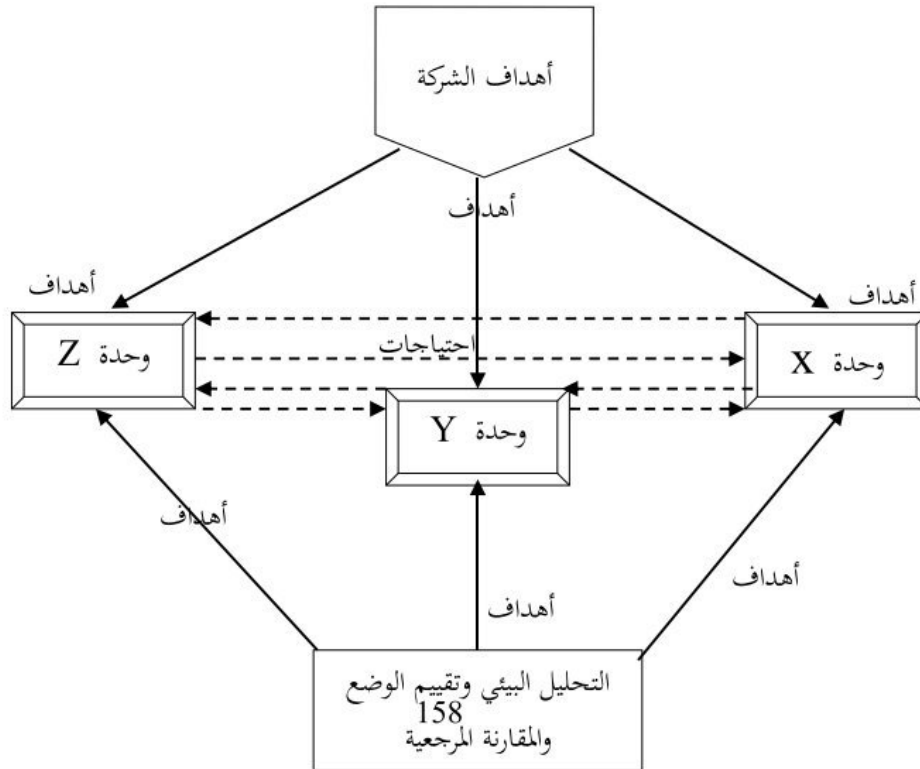 أهداف الشركة
أهداف
أهداف
أهداف
وحدة X
احتياجات
وحدة Z
وحدة Y
أهداف
أهداف
أهداف
التحليل البيئي وتقييم الوضع
158
والمقارنة المرجعية